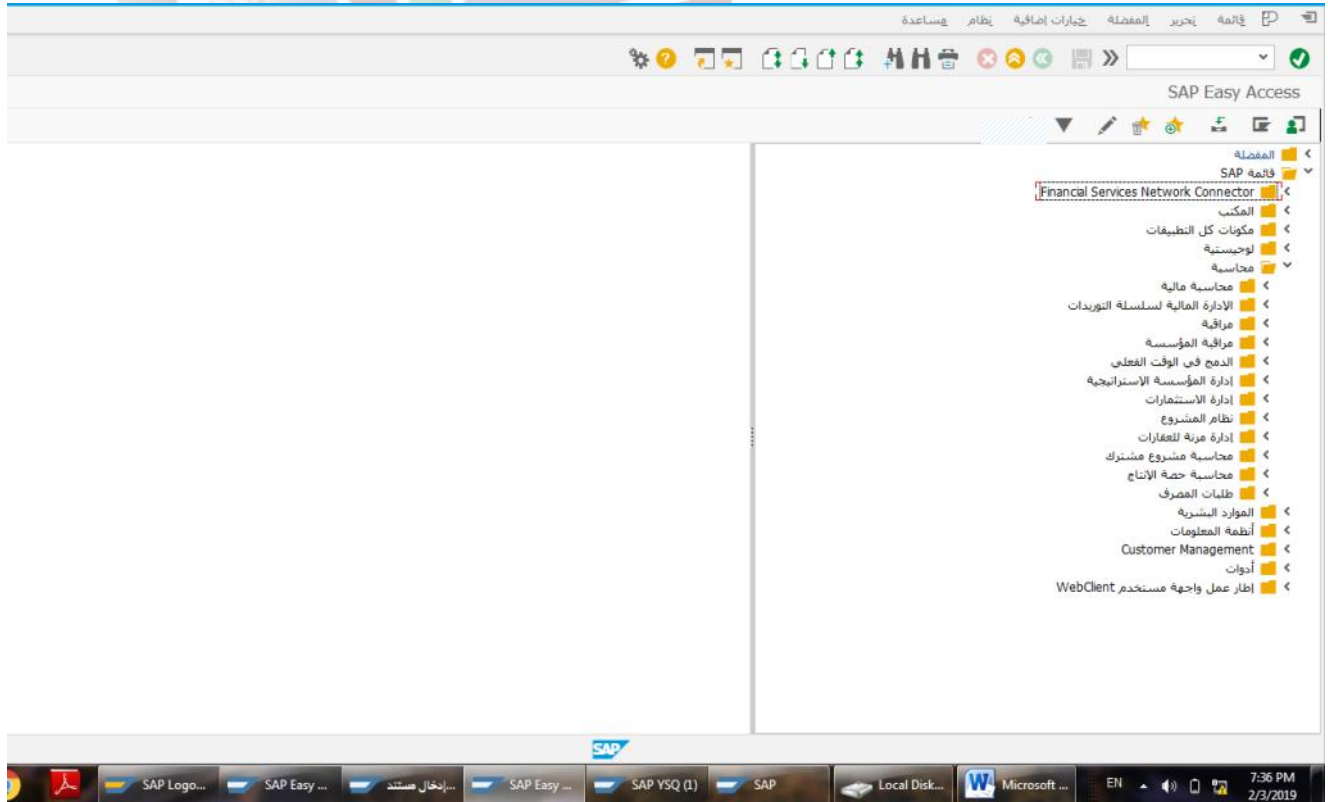 قائمة تحرير المفضلة خيارات إضافية نظام مساعدة
SAP Easy Access
المفضلة
قائمة SAP
Financial Services Network Connector
المكتب
مكونات كل التطبيقات
لوجيستية
محاسبة
محاسبة مالية
الادارة المالية لسلسلة التوريدات
مراقبة
مراقبة المؤسسة
الدمج في الوقت الفعلي
إدارة المؤسسة الاستراتيجية
إدارة الاستثمارات
نظام المشروع
إدارة مرنة للعقارات
محاسبة مشروع مشترك
محاسبة حصة الإنتاج
طلبات المصرف
الموارد البشرية
أنظمة المعلومات
Customer Management
أدوات
إطار عمل واجهة مستخدم WebClient
SAP
SAP Logo... SAP Easy ... إدخال مستند... SAP Easy ... SAP YSQ (1) SAP Local Disk... Microsoft ... EN 7:36 PM
2/3/2019